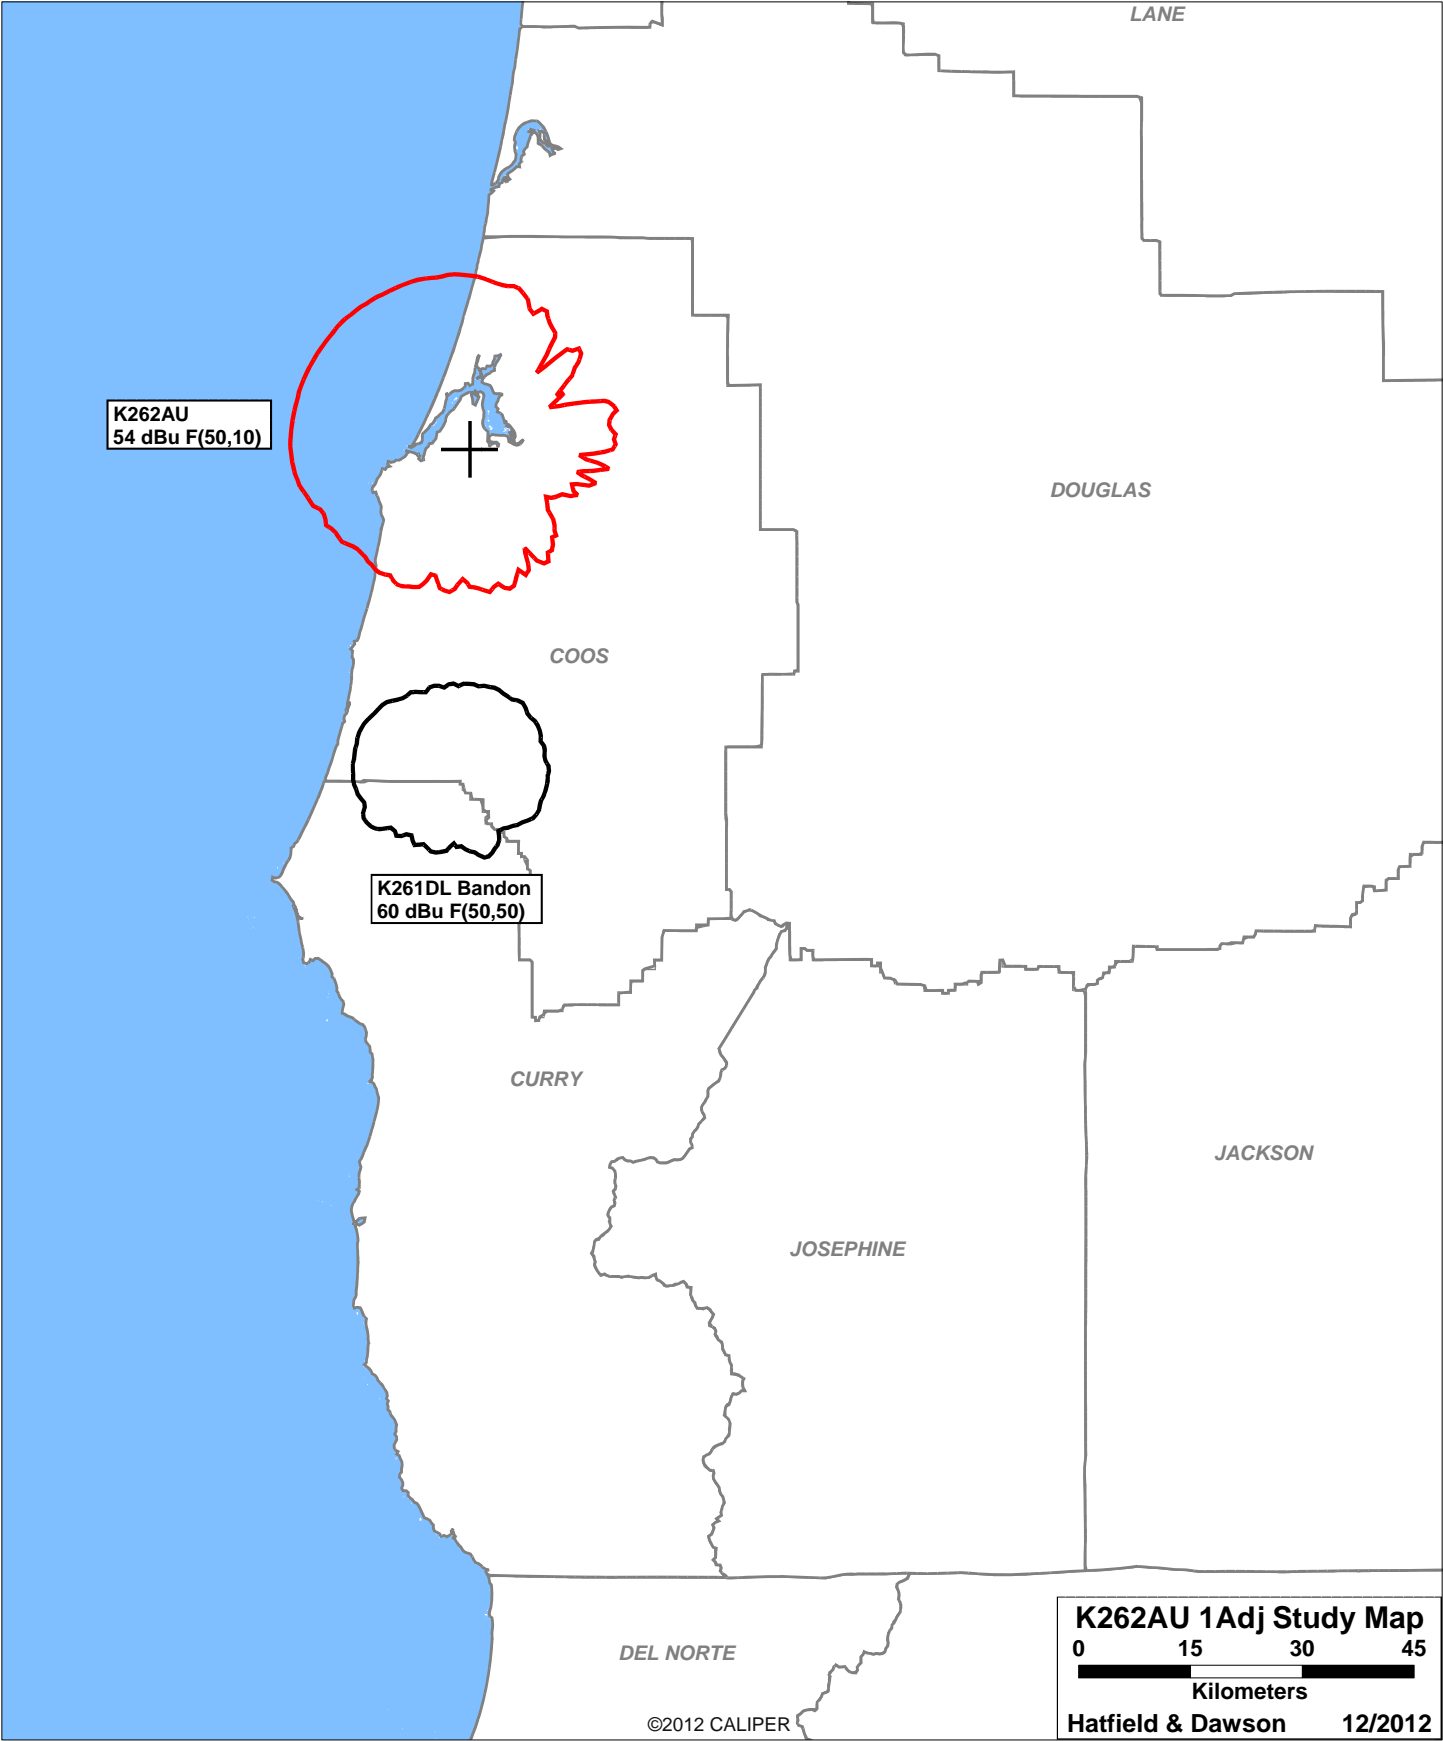 LANE
K262AU
54 dBu F(50,10)
DOUGLAS
COOS
K261DL Bandon
60 dBu F(50,50)
CURRY
JACKSON
JOSEPHINE
DEL NORTE
K262AU 1Adj Study Map
0 15 30 45
Kilometers
Hatfield & Dawson 12/2012
©2012 CALIPER